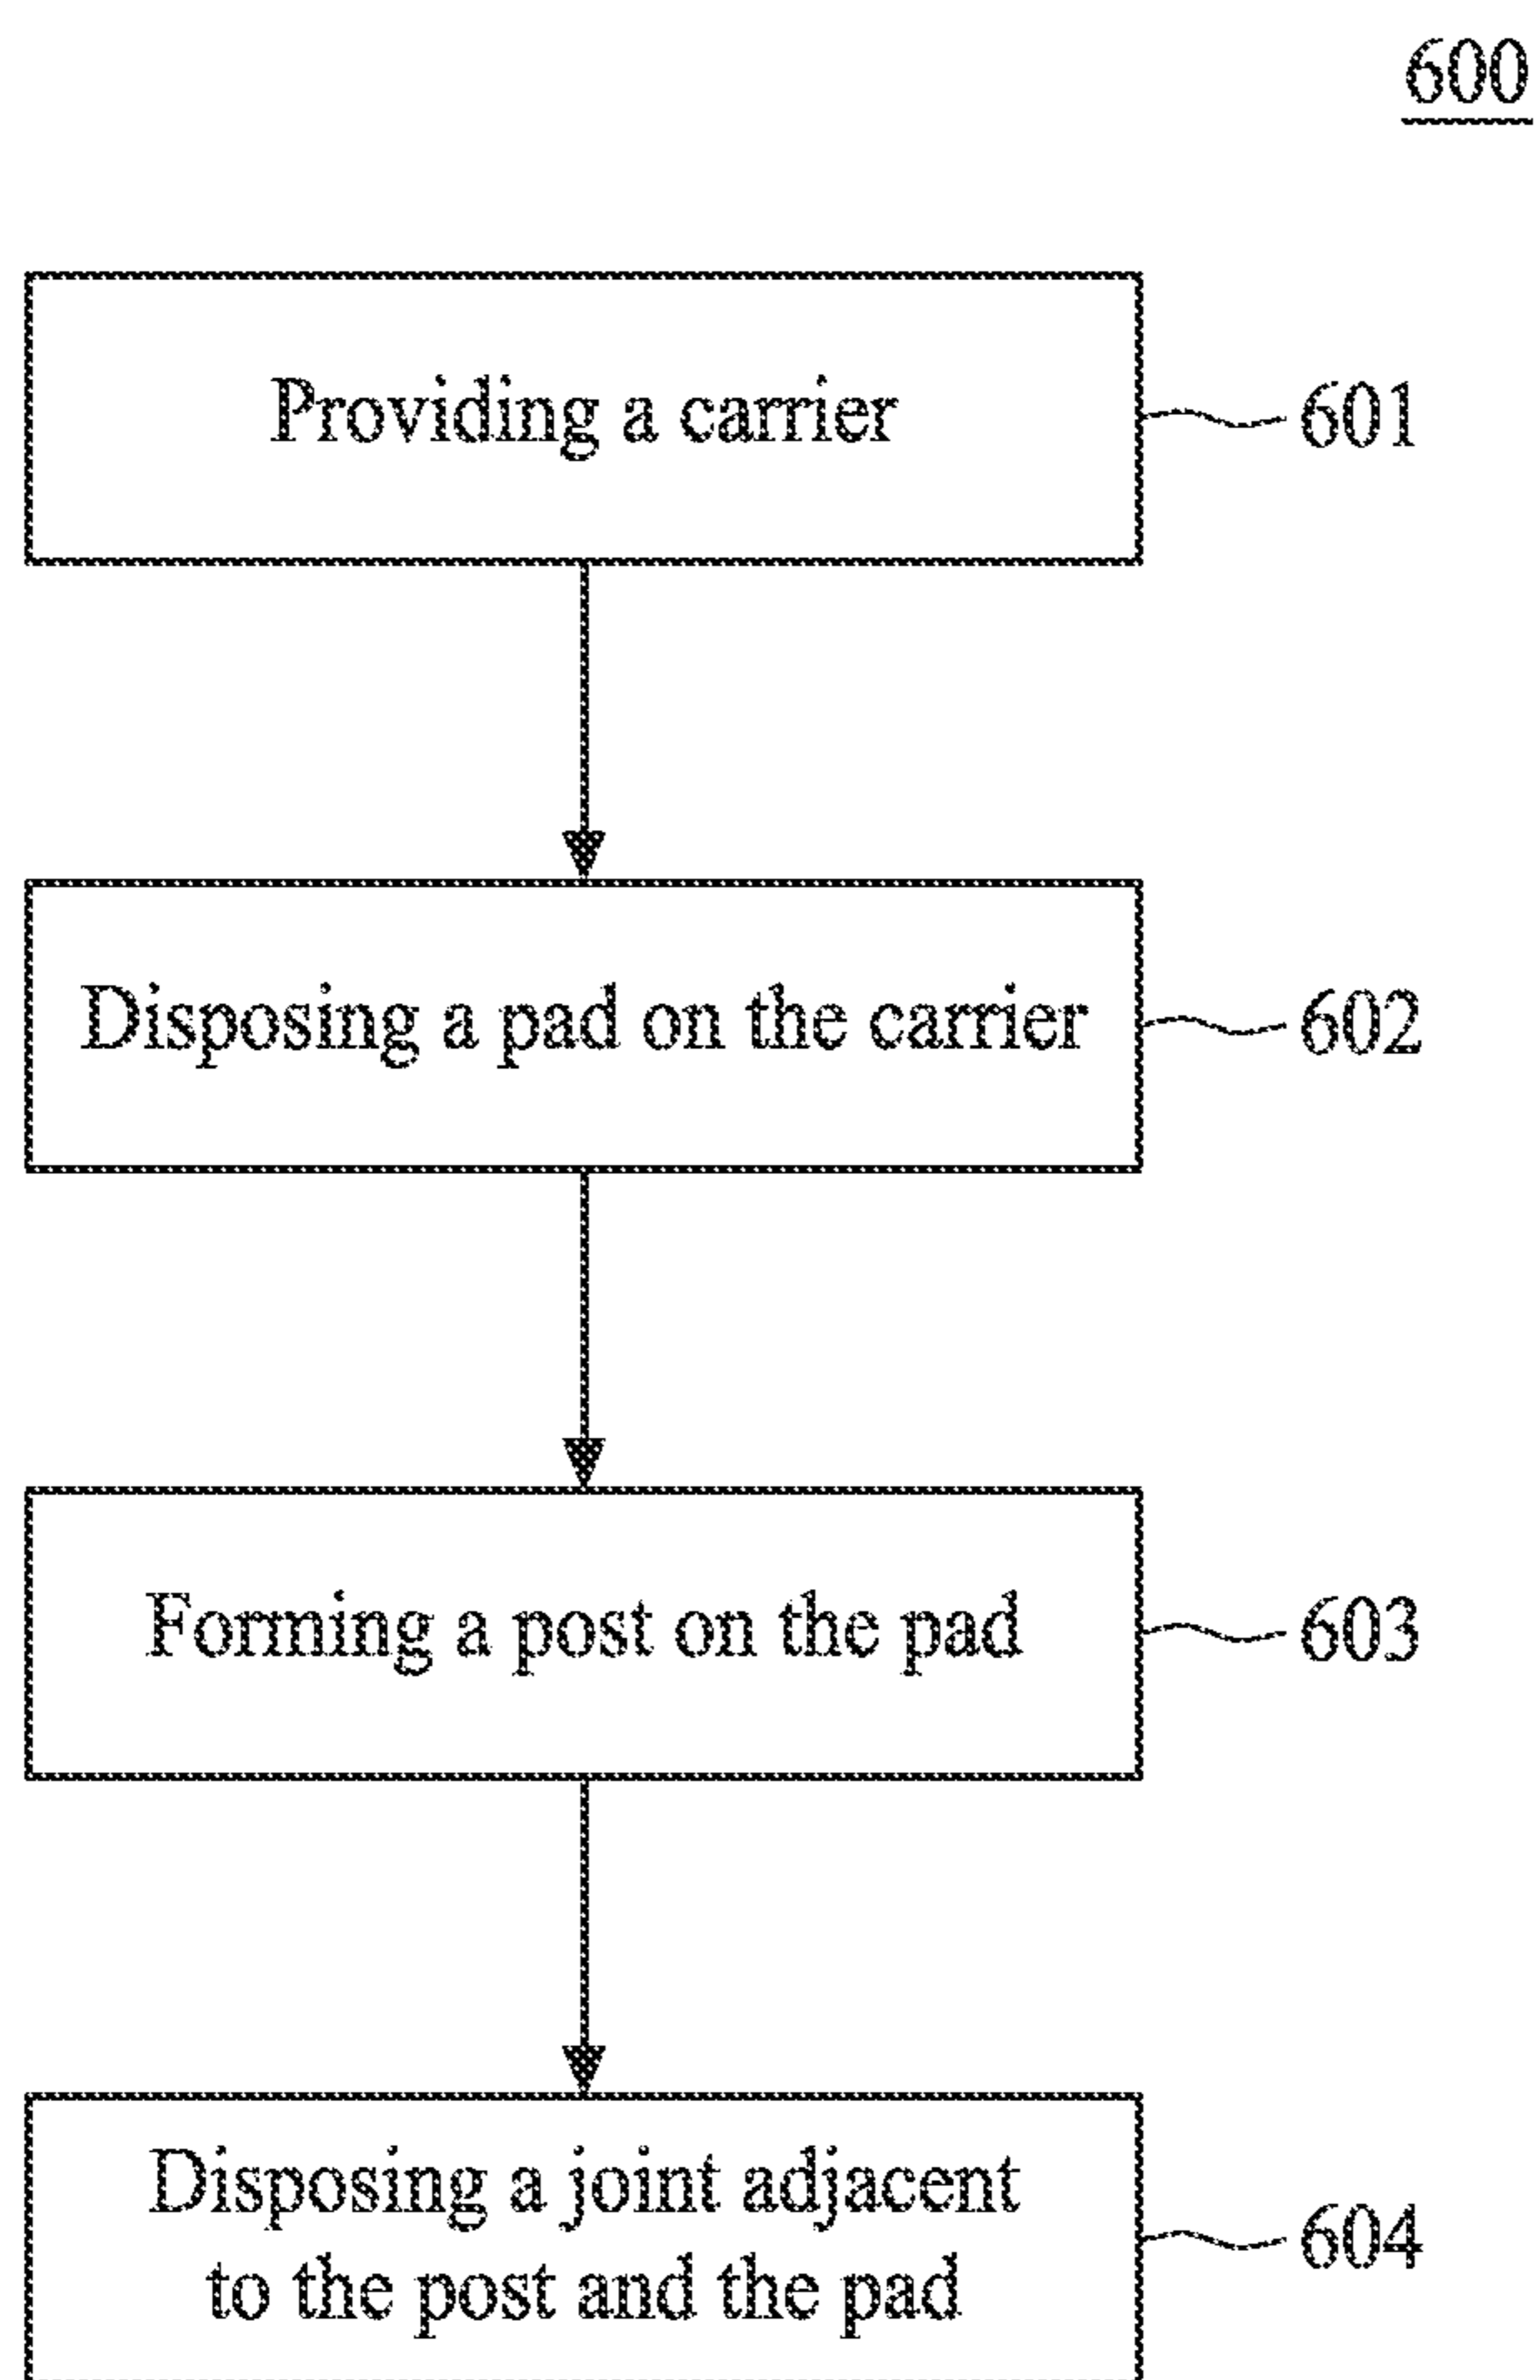 600
Providing a carrier
601
Disposing a pad on the carrier
602
Forming a post on the pad
603
Disposing a joint adjacent
to the post and the pad
604